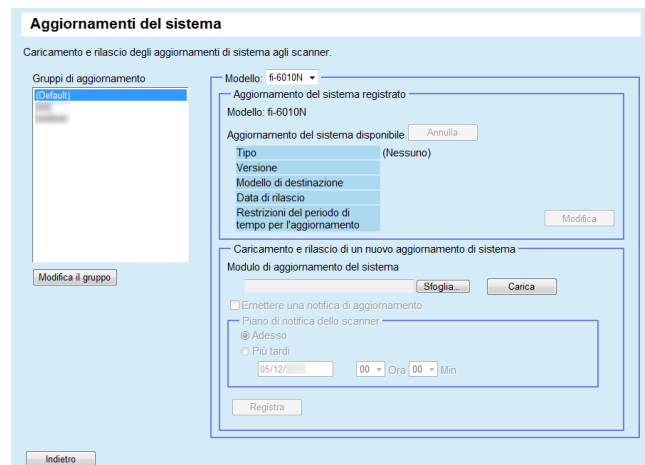 Aggiornamenti del sistema
Caricamento e rilascio degli aggiornamenti di sistema agli scanner.
Gruppi di aggiornamento
(Default)
Modifica il gruppo
Modello: fi-6010N
Aggiornamento del sistema registrato
Modello: fi-6010N
Aggiornamento del sistema disponibile Annulla
Tipo (Nessuno)
Versione
Modello di destinazione
Data di rilascio
Restrizioni del periodo di
tempo per l'aggiornamento
Modifica
Caricamento e rilascio di un nuovo aggiornamento di sistema
Modulo di aggiornamento del sistema
Sfoglia... Carica
Emettere una notifica di aggiornamento
Piano di notifica dello scanner
Adesso
Più tardi
05/12/ 00 Ora 00 Min
Registra
Indietro